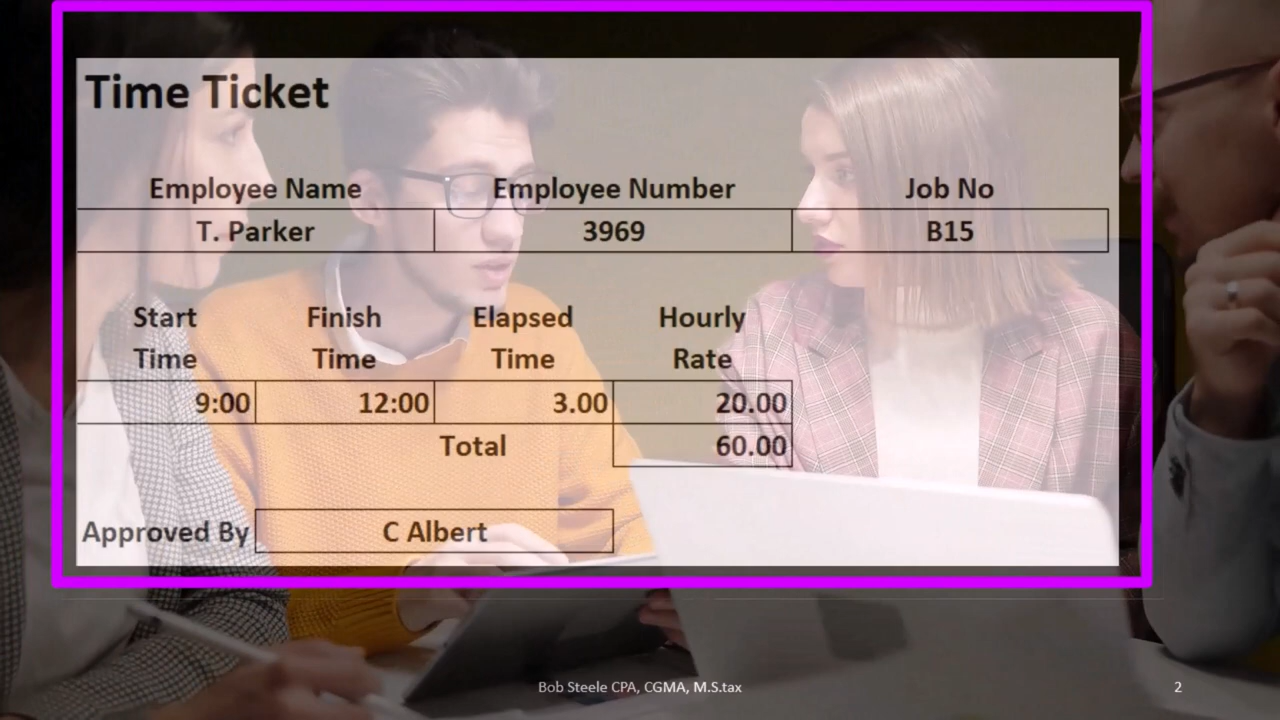 Time Ticket
Employee Name Employee Number Job No
T. Parker 3969 B15
Start Finish Elapsed Hourly
Time Time Time Rate
9:00 12:00 3.00 20.00
Total 60.00
Approved By C Albert
Bob Steele CPA, CGMA, M.S.tax 2